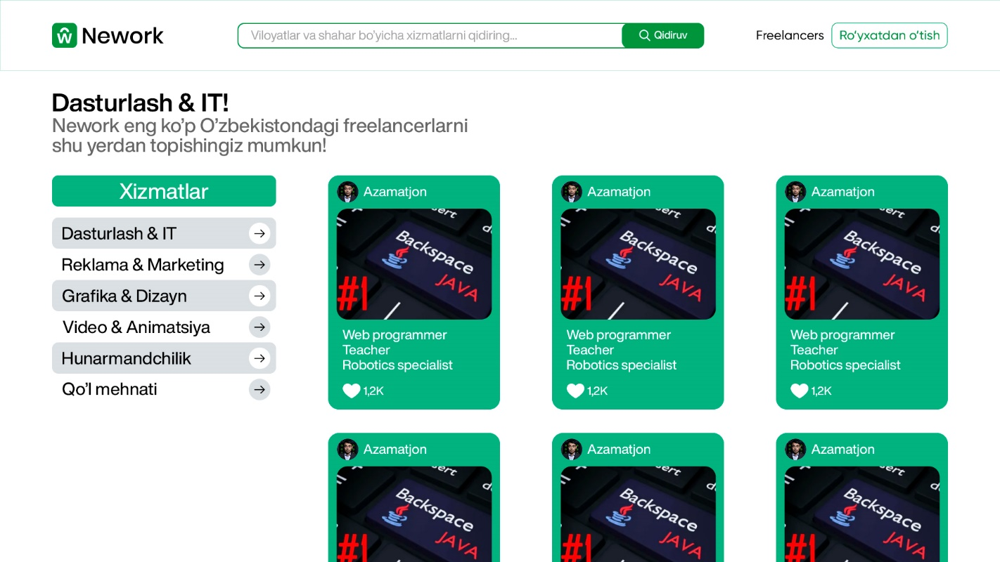 Nework
Viloyatlar va shahar bo’yicha xizmatlarni qidiring...
Qidiruv
Freelancers
Ro‘yxatdan o‘tish
Dasturlash & IT!
Nework eng ko’p O’zbekistondagi freelancerlarni
shu yerdan topishingiz mumkun!
Xizmatlar
Dasturlash & IT
Reklama & Marketing
Grafika & Dizayn
Video & Animatsiya
Hunarmandchilik
Qo’l mehnati
Azamatjon
Backspace
JAVA
#1
Web programmer
Teacher
Robotics specialist
1,2K
Azamatjon
Backspace
JAVA
#1
Web programmer
Teacher
Robotics specialist
1,2K
Azamatjon
Backspace
JAVA
#1
Web programmer
Teacher
Robotics specialist
1,2K
Azamatjon
Backspace
JAVA
#1
Azamatjon
Backspace
JAVA
#1
Azamatjon
Backspace
JAVA
#1